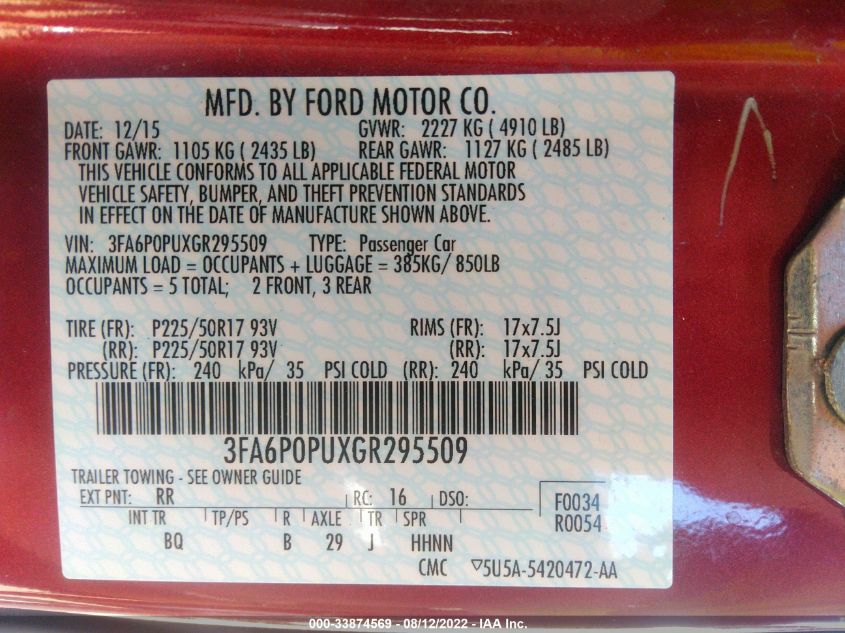 MFD. BY FORD MOTOR CO.
DATE: 12/15 GVWR: 2227 KG ( 4910 LB)
FRONT GAWR: 1105 KG ( 2435 LB) REAR GAWR: 1127 KG ( 2485 LB)
THIS VEHICLE CONFORMS TO ALL APPLICABLE FEDERAL MOTOR
VEHICLE SAFETY, BUMPER, AND THEFT PREVENTION STANDARDS
IN EFFECT ON THE DATE OF MANUFACTURE SHOWN ABOVE.
VIN: 3FA6P0PUXGR295509 TYPE: Passenger Car
MAXIMUM LOAD = OCCUPANTS + LUGGAGE = 385KG/ 850LB
OCCUPANTS = 5 TOTAL; 2 FRONT, 3 REAR
TIRE (FR): P225/50R17 93V RIMS (FR): 17x7.5J
(RR): P225/50R17 93V (RR): 17x7.5J
PRESSURE (FR): 240 kPa/ 35 PSI COLD (RR): 240 kPa/ 35 PSI COLD
3FA6P0PUXGR295509
TRAILER TOWING - SEE OWNER GUIDE
EXT PNT: RR RC: 16 DSO: F0034
R0054
INT TR TP/PS R AXLE TR SPR
BQ B 29 J HHNN
CMC ▽5U5A-5420472-AA
000-33874569 - 08/12/2022 - IAA Inc.